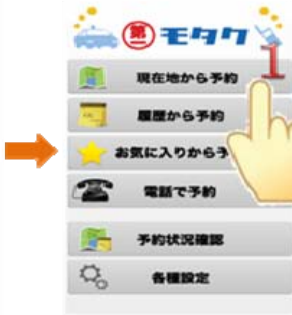 第一 モタク
1
現在地から予約
履歴から予約
お気に入りから予
電話で予約
予約状況確認
各種設定